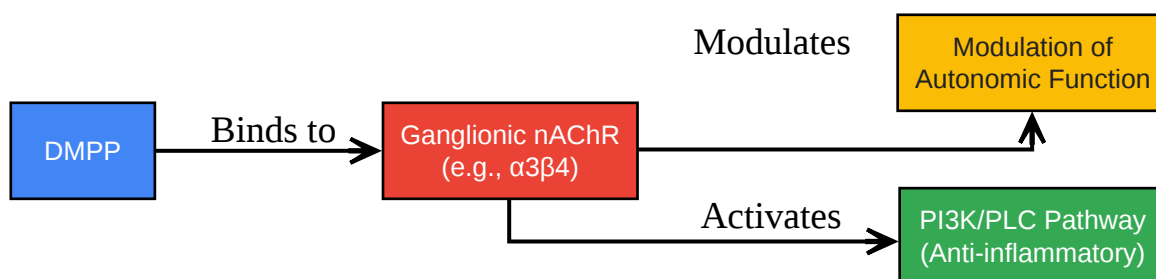 Modulates
Modulation of
Autonomic Function
DMPP
Binds to
Ganglionic nAChR
(e.g., α3β4)
Activates
PI3K/PLC Pathway
(Anti-inflammatory)